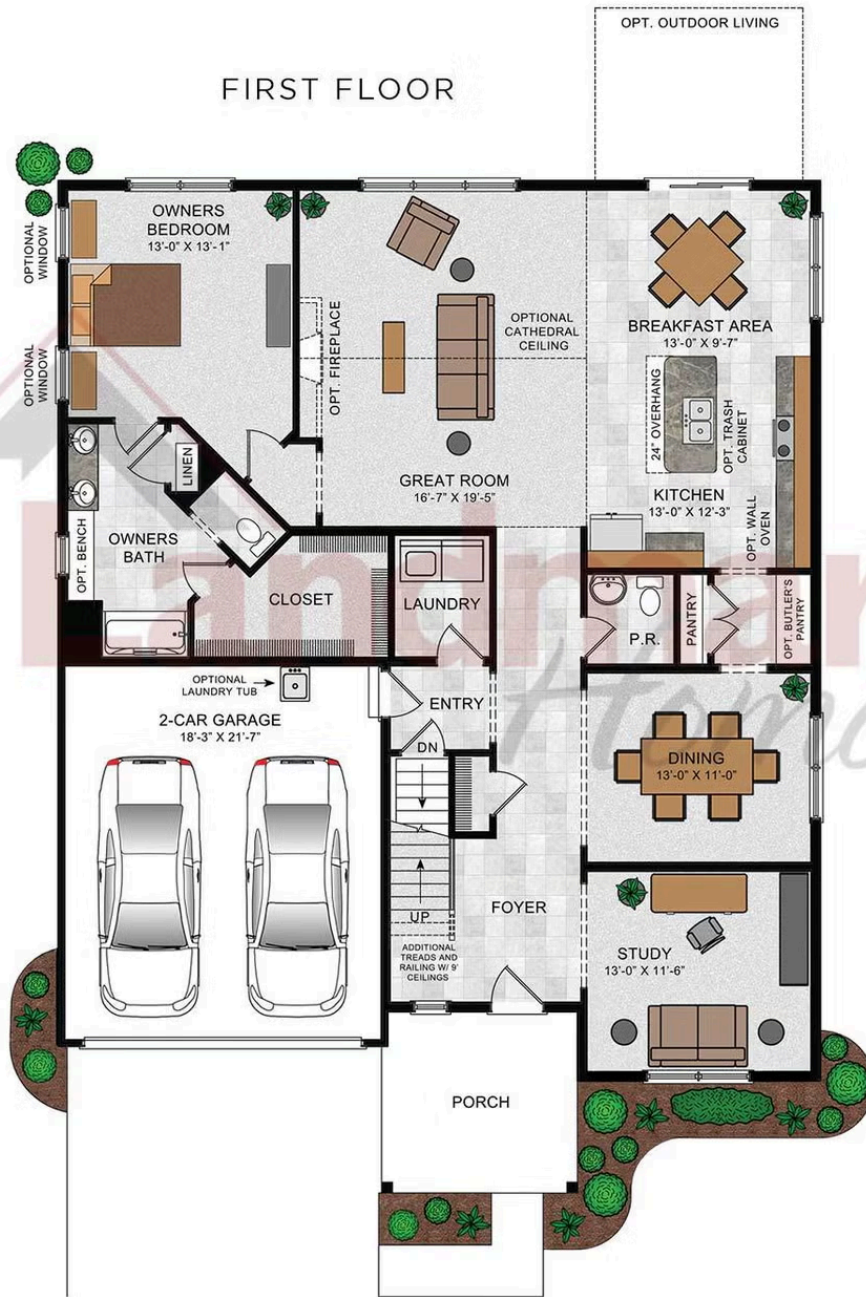 OPT. OUTDOOR LIVING
FIRST FLOOR
OWNERS
BEDROOM
13'-0" X 13'-1"
OPTIONAL
WINDOW
OPTIONAL
WINDOW
OPT. FIREPLACE
OPTIONAL
CATHEDRAL
CEILING
BREAKFAST AREA
13'-0" X 9'-7"
24" OVERHANG
OPT. TRASH
CABINET
GREAT ROOM
16'-7" X 19'-5"
KITCHEN
13'-0" X 12'-3"
OPT. WALL
OVEN
LINEN
OWNERS
BATH
OPT. BENCH
CLOSET
LAUNDRY
P.R.
PANTRY
OPT. BUTLER'S
PANTRY
Landmar
Hom
OPTIONAL
LAUNDRY TUB
2-CAR GARAGE
18'-3" X 21'-7"
ENTRY
DN
DINING
13'-0" X 11'-0"
UP
FOYER
ADDITIONAL
TREADS AND
RAILING W/ 9'
CEILINGS
STUDY
13'-0" X 11'-6"
PORCH